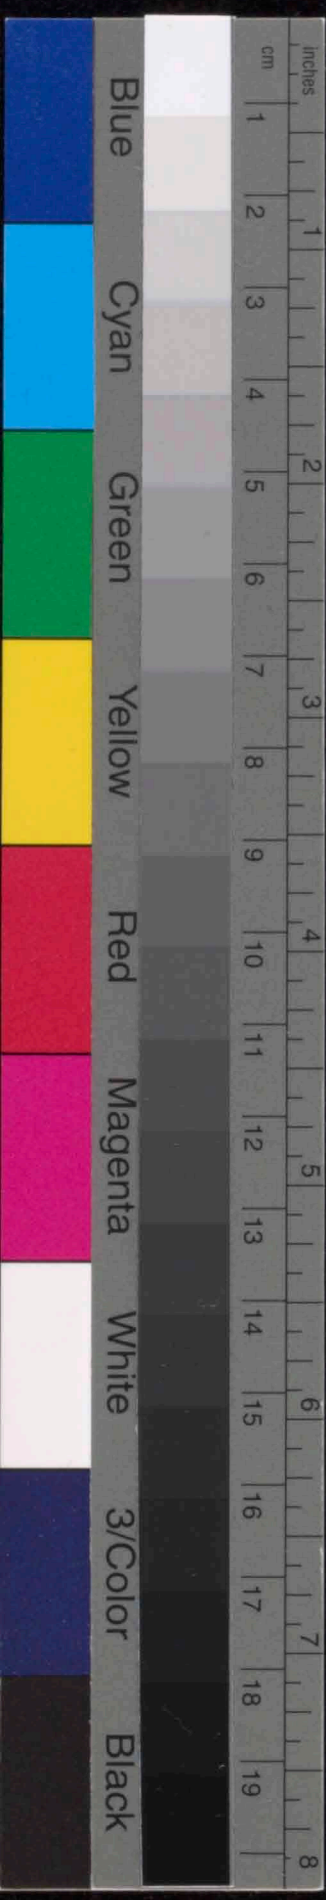 inches 1 2 3 4 5 6 7 8
cm 1 2 3 4 5 6 7 8 9 10 11 12 13 14 15 16 17 18 19
Blue Cyan Green Yellow Red Magenta White 3/Color Black